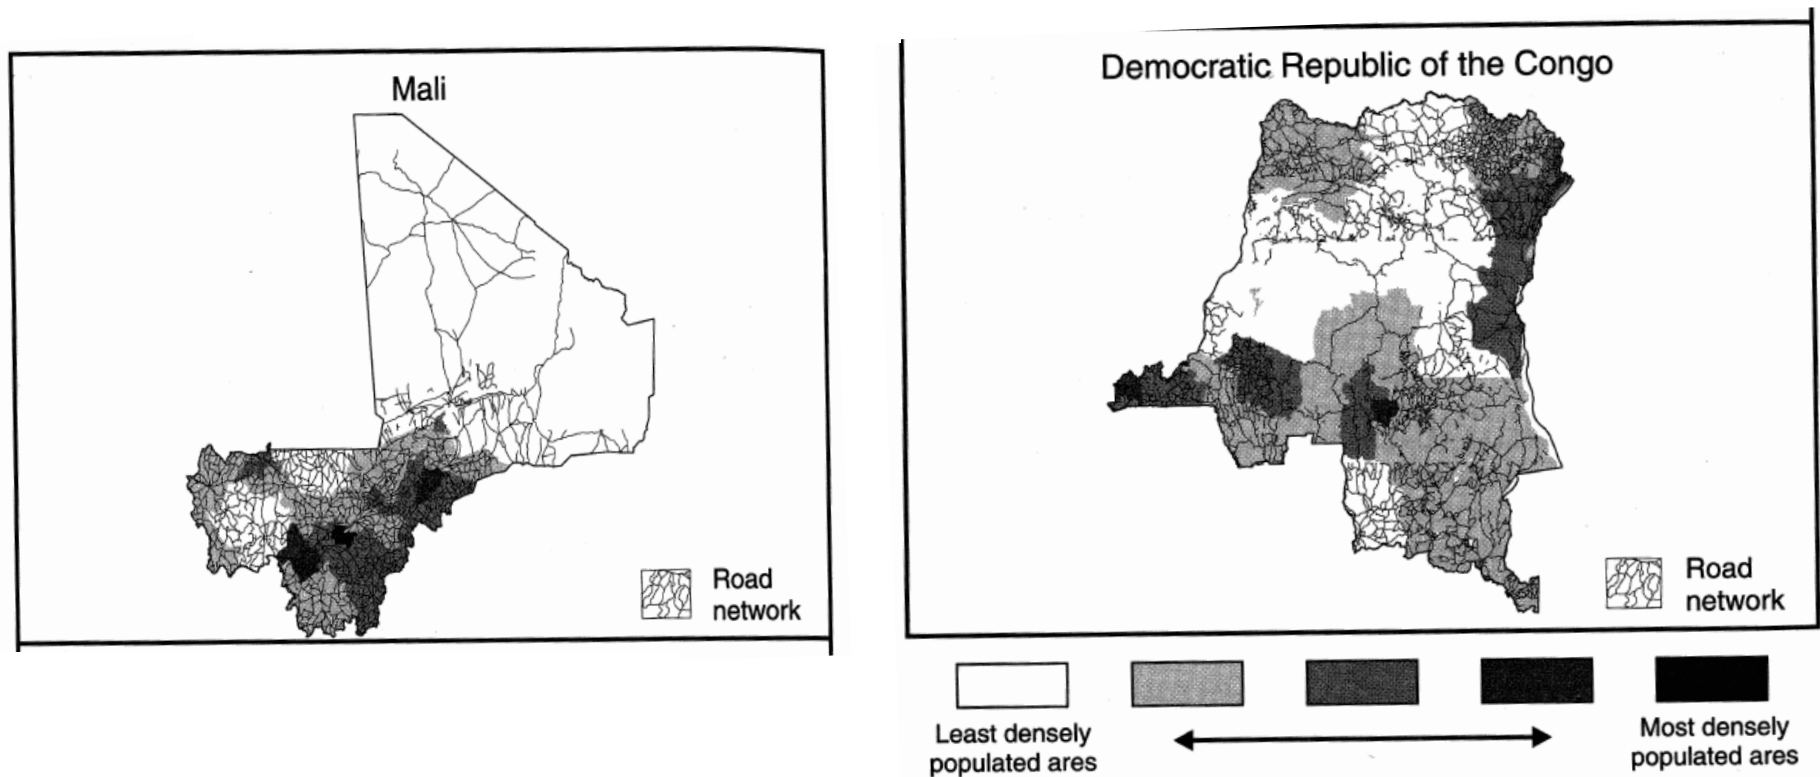 Mali
Road
network
Democratic Republic of the Congo
Road
network
Least densely
populated ares
Most densely
populated ares